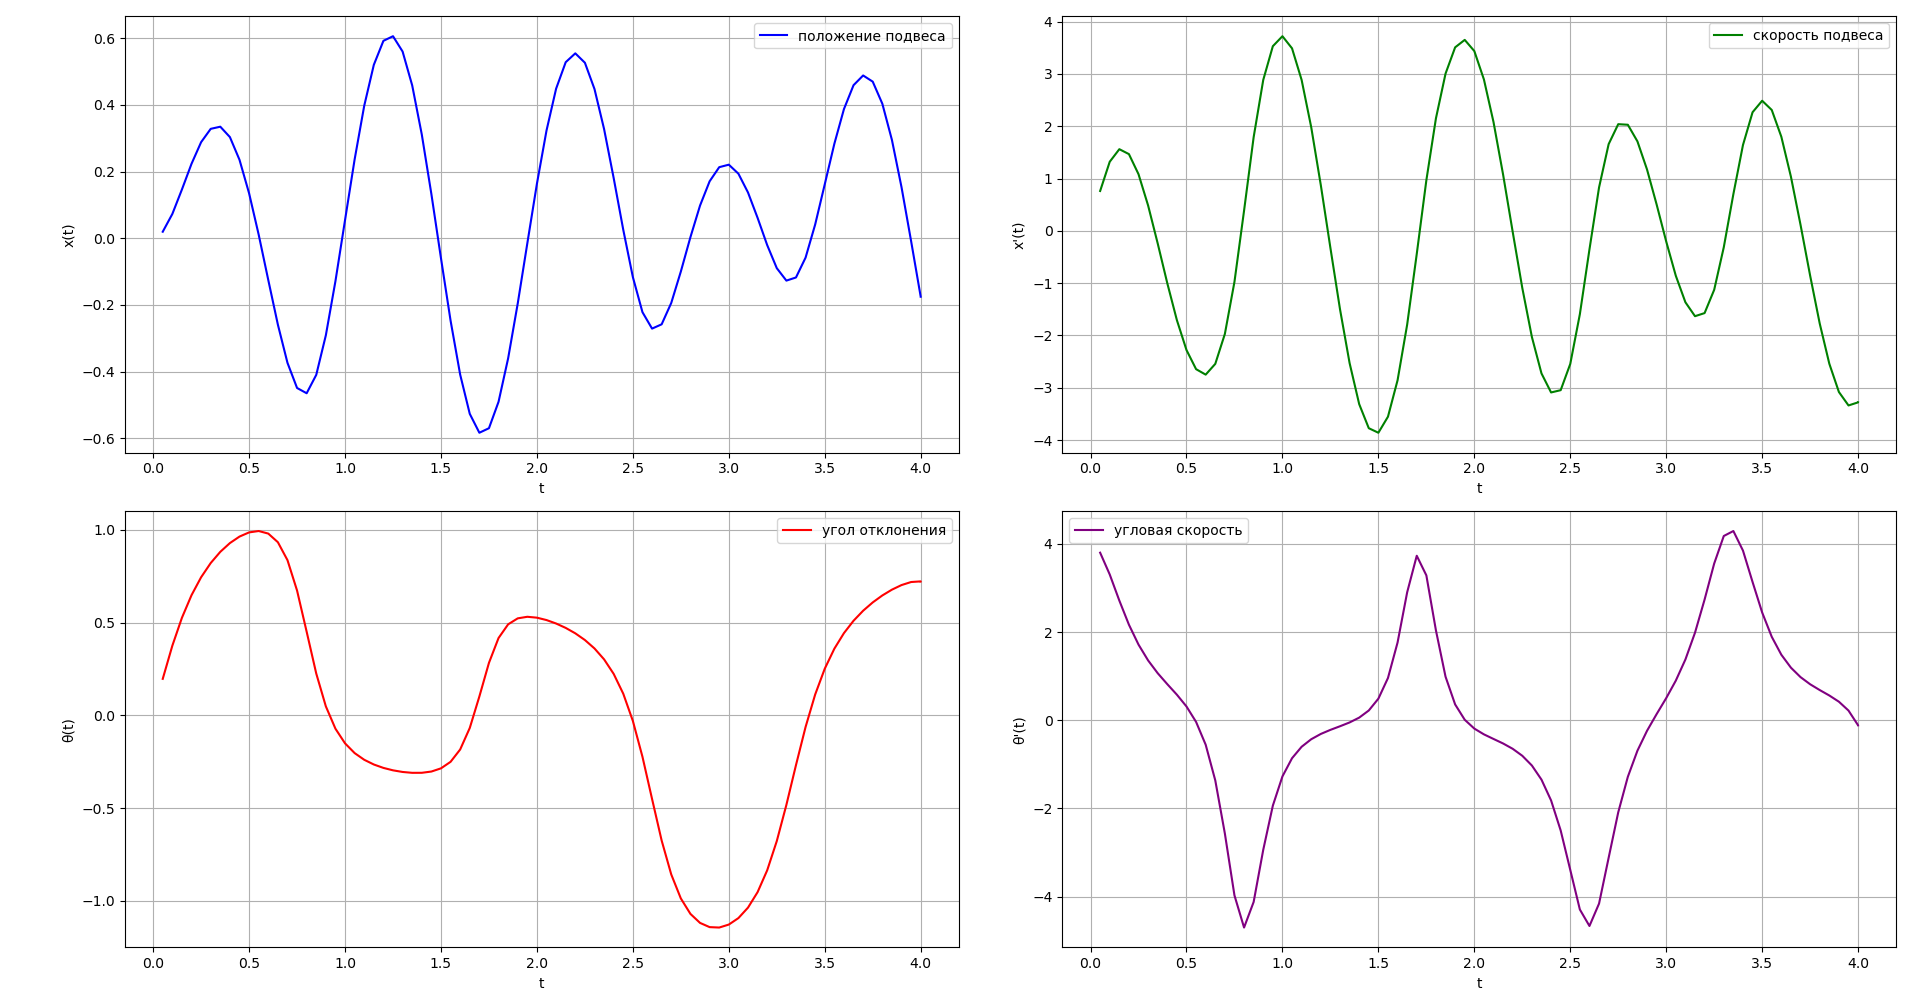 положение подвеса
x(t)
0.6
0.4
0.2
0.0
−0.2
−0.4
−0.6
0.0 0.5 1.0 1.5 2.0 2.5 3.0 3.5 4.0
t
скорость подвеса
x'(t)
4
3
2
1
0
−1
−2
−3
−4
0.0 0.5 1.0 1.5 2.0 2.5 3.0 3.5 4.0
t
угол отклонения
θ(t)
1.0
0.5
0.0
−0.5
−1.0
0.0 0.5 1.0 1.5 2.0 2.5 3.0 3.5 4.0
t
угловая скорость
θ'(t)
4
2
0
−2
−4
0.0 0.5 1.0 1.5 2.0 2.5 3.0 3.5 4.0
t